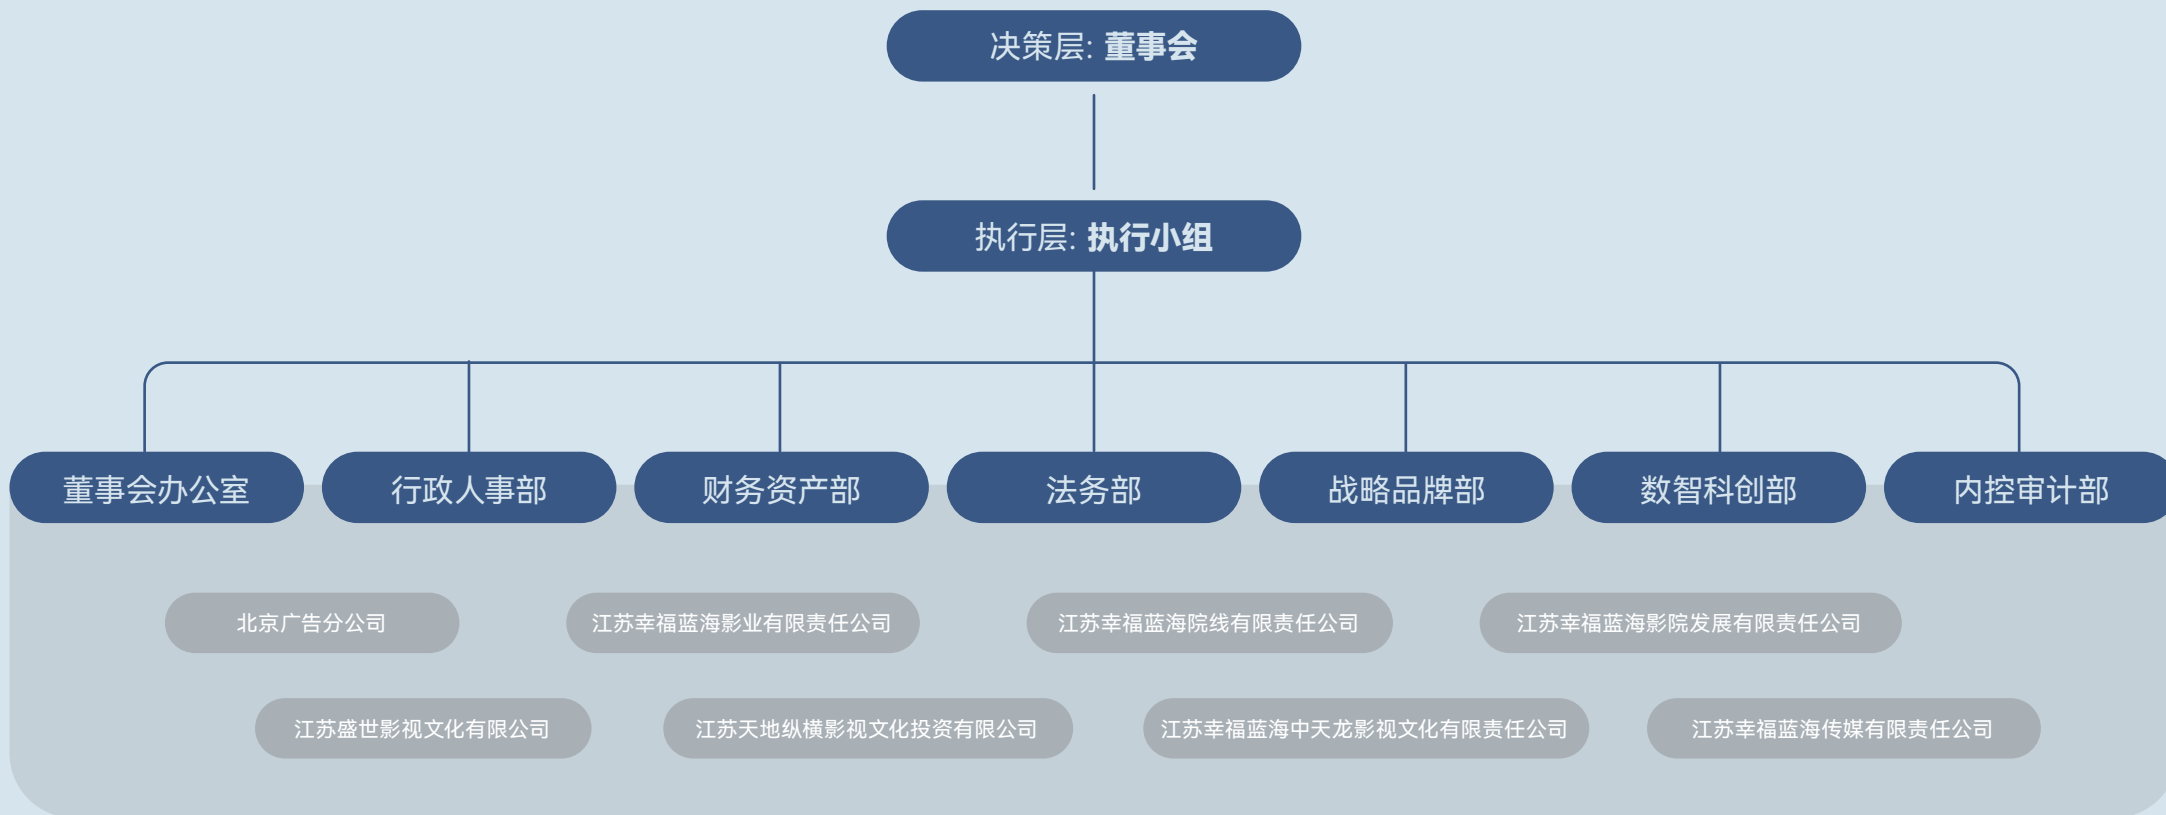 决策层: 董事会
执行层: 执行小组
董事会办公室
行政人事部
财务资产部
法务部
战略品牌部
数智科创部
内控审计部
北京广告分公司
江苏幸福蓝海影业有限责任公司
江苏幸福蓝海院线有限责任公司
江苏幸福蓝海影院发展有限责任公司
江苏盛世影视文化有限公司
江苏天地纵横影视文化投资有限公司
江苏幸福蓝海中天龙影视文化有限责任公司
江苏幸福蓝海传媒有限责任公司